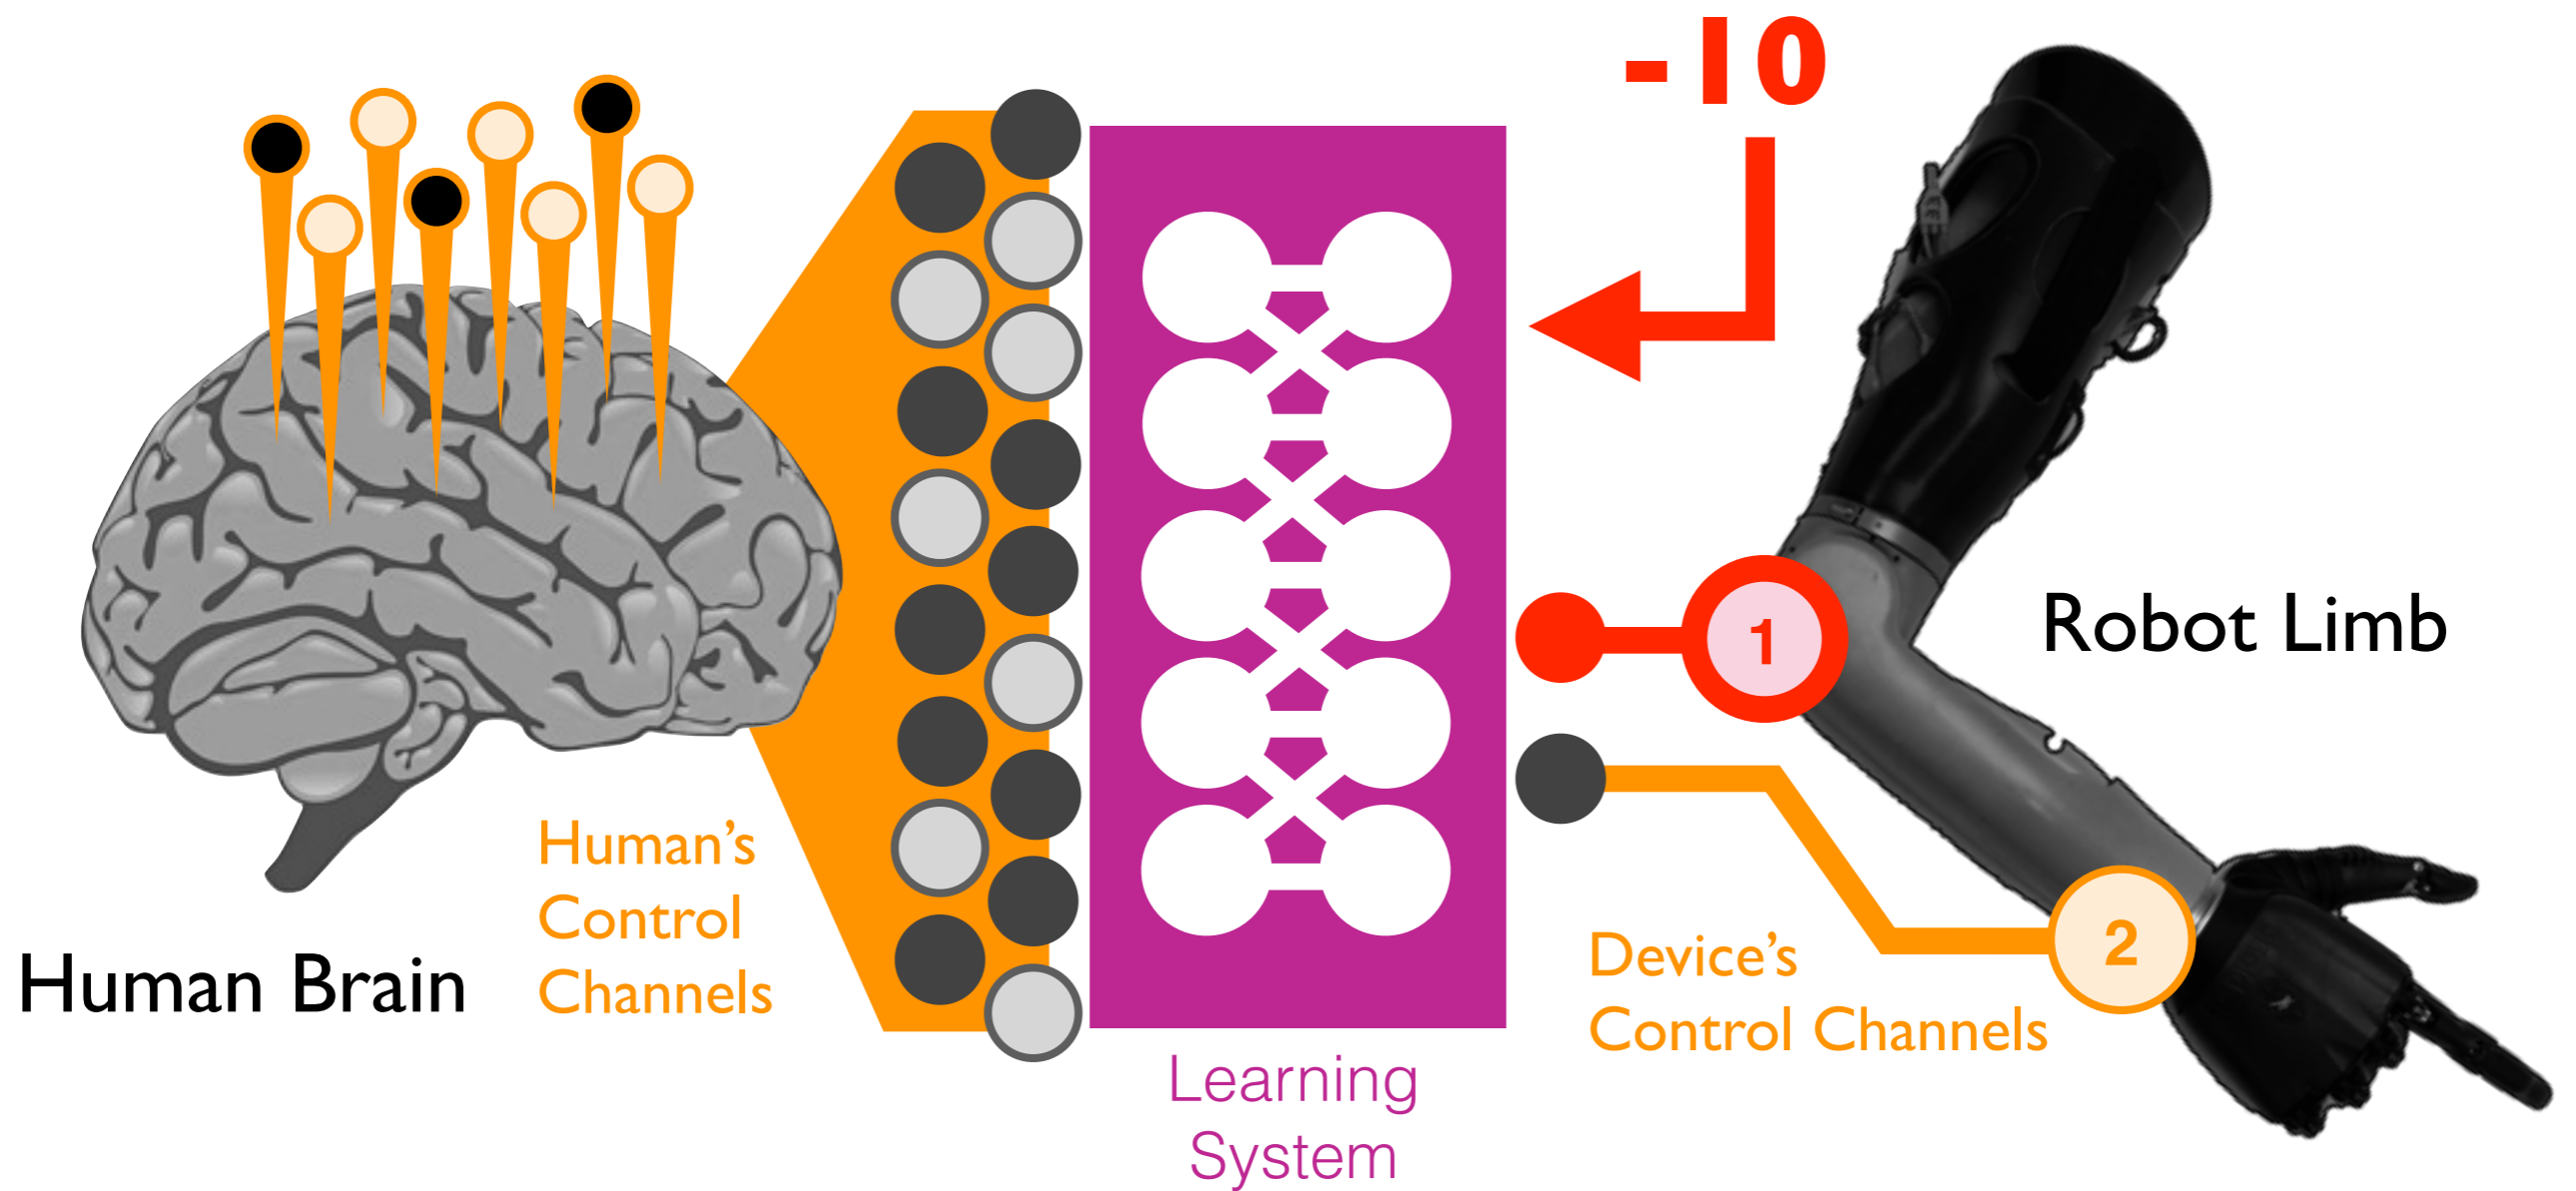 -10
1
Robot Limb
Human's
Control
Channels
2
Device's
Control Channels
Human Brain
Learning
System